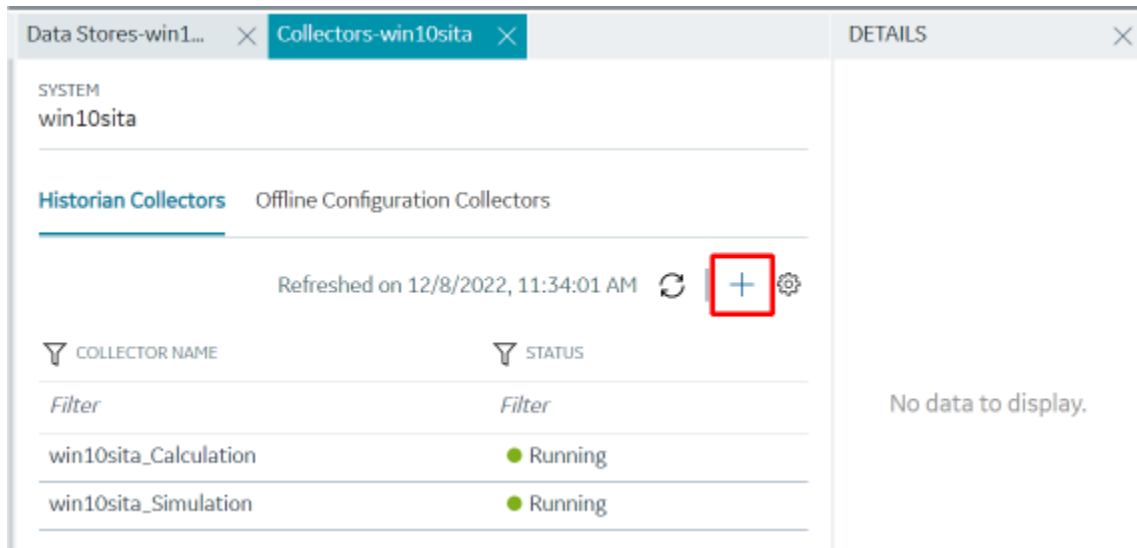 Data Stores-win1...
Collectors-win10sita
DETAILS
SYSTEM
win10sita
Historian Collectors
Offline Configuration Collectors
Refreshed on 12/8/2022, 11:34:01 AM
COLLECTOR NAME
STATUS
Filter
Filter
win10sita_Calculation
Running
win10sita_Simulation
Running
No data to display.